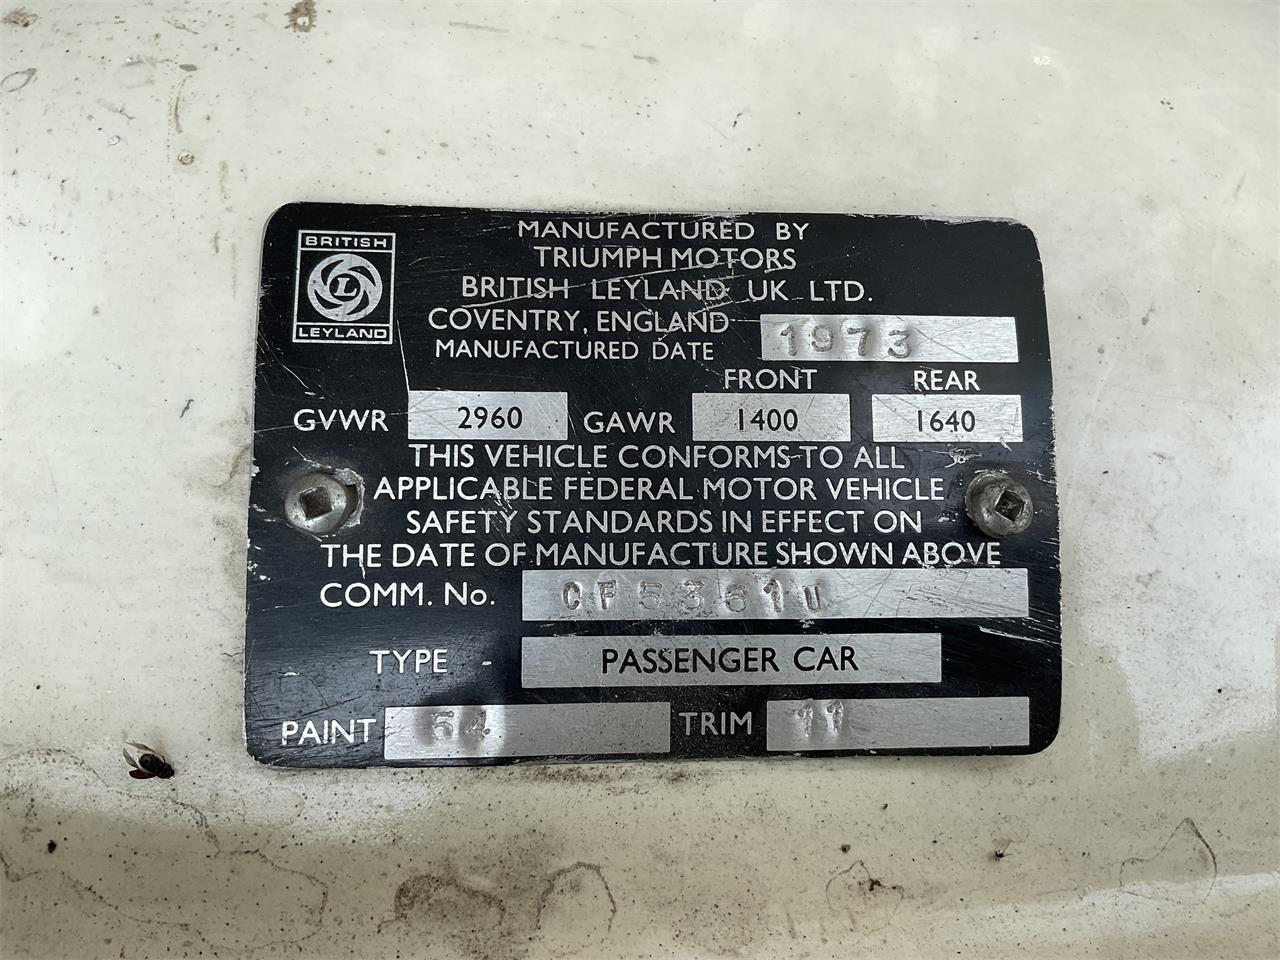 BRITISH
L
LEYLAND
MANUFACTURED BY
TRIUMPH MOTORS
BRITISH LEYLAND UK LTD.
COVENTRY, ENGLAND
MANUFACTURED DATE 1973
FRONT REAR
GVWR 2960 GAWR 1400 1640
THIS VEHICLE CONFORMS TO ALL
APPLICABLE FEDERAL MOTOR VEHICLE
SAFETY STANDARDS IN EFFECT ON
THE DATE OF MANUFACTURE SHOWN ABOVE
COMM. No. CF5361U
TYPE - PASSENGER CAR
PAINT 54 TRIM 11